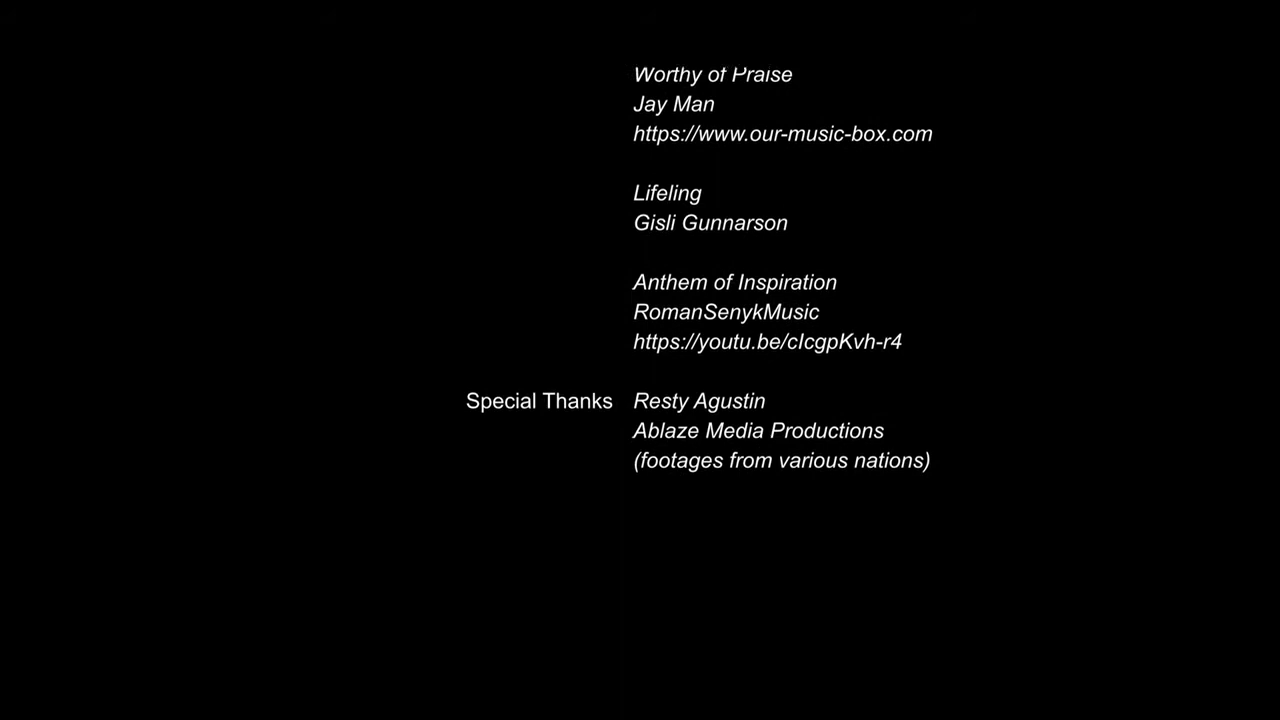 Worthy of Praise
Jay Man
https://www.our-music-box.com
Lifeling
Gisli Gunnarson
Anthem of Inspiration
RomanSenykMusic
https://youtu.be/cIcgpKvh-r4
Special Thanks Resty Agustin
Ablaze Media Productions
(footages from various nations)